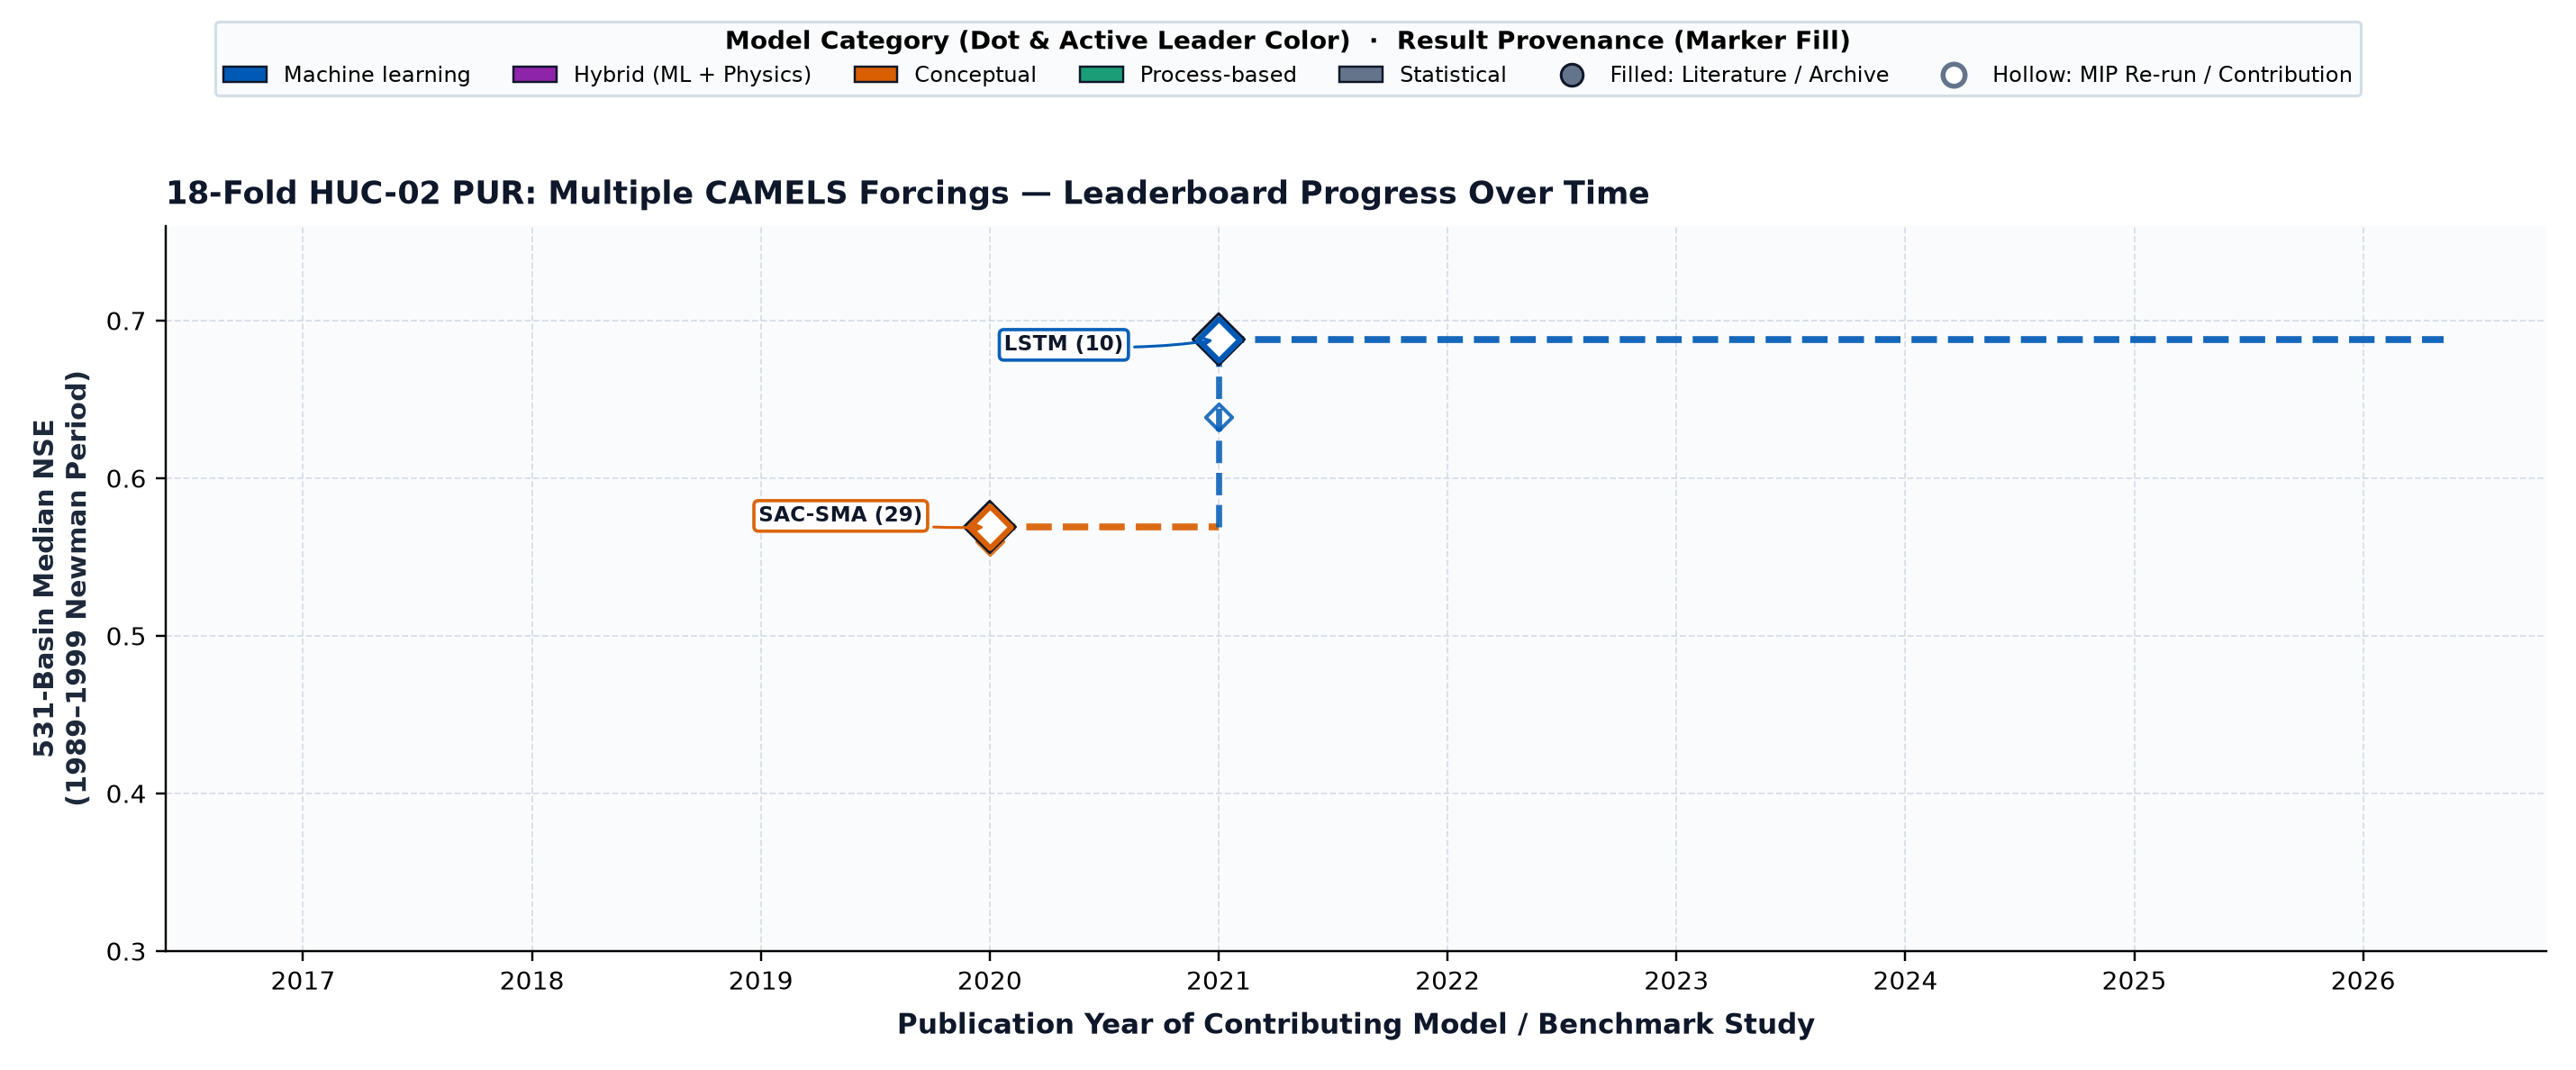 Model Category (Dot & Active Leader Color)  ·  Result Provenance (Marker Fill)
Machine learning
Hybrid (ML + Physics)
Conceptual
Process-based
Statistical
Filled: Literature / Archive
Hollow: MIP Re-run / Contribution
18-Fold HUC-02 PUR: Multiple CAMELS Forcings — Leaderboard Progress Over Time
531-Basin Median NSE
(1989–1999 Newman Period)
0.7
0.6
0.5
0.4
0.3
LSTM (10)
SAC-SMA (29)
2017
2018
2019
2020
2021
2022
2023
2024
2025
2026
Publication Year of Contributing Model / Benchmark Study